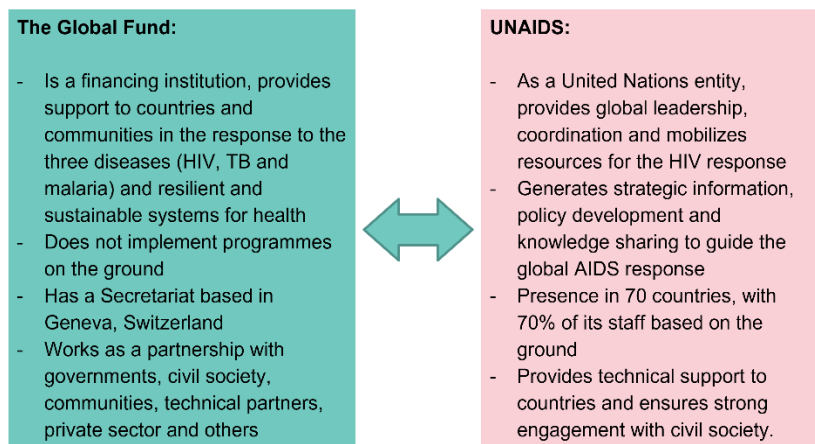 The Global Fund:
- Is a financing institution, provides
support to countries and
communities in the response to the
three diseases (HIV, TB and
malaria) and resilient and
sustainable systems for health
- Does not implement programmes
on the ground
- Has a Secretariat based in
Geneva, Switzerland
- Works as a partnership with
governments, civil society,
communities, technical partners,
private sector and others
UNAIDS:
- As a United Nations entity,
provides global leadership,
coordination and mobilizes
resources for the HIV response
- Generates strategic information,
policy development and
knowledge sharing to guide the
global AIDS response
- Presence in 70 countries, with
70% of its staff based on the
ground
- Provides technical support to
countries and ensures strong
engagement with civil society.